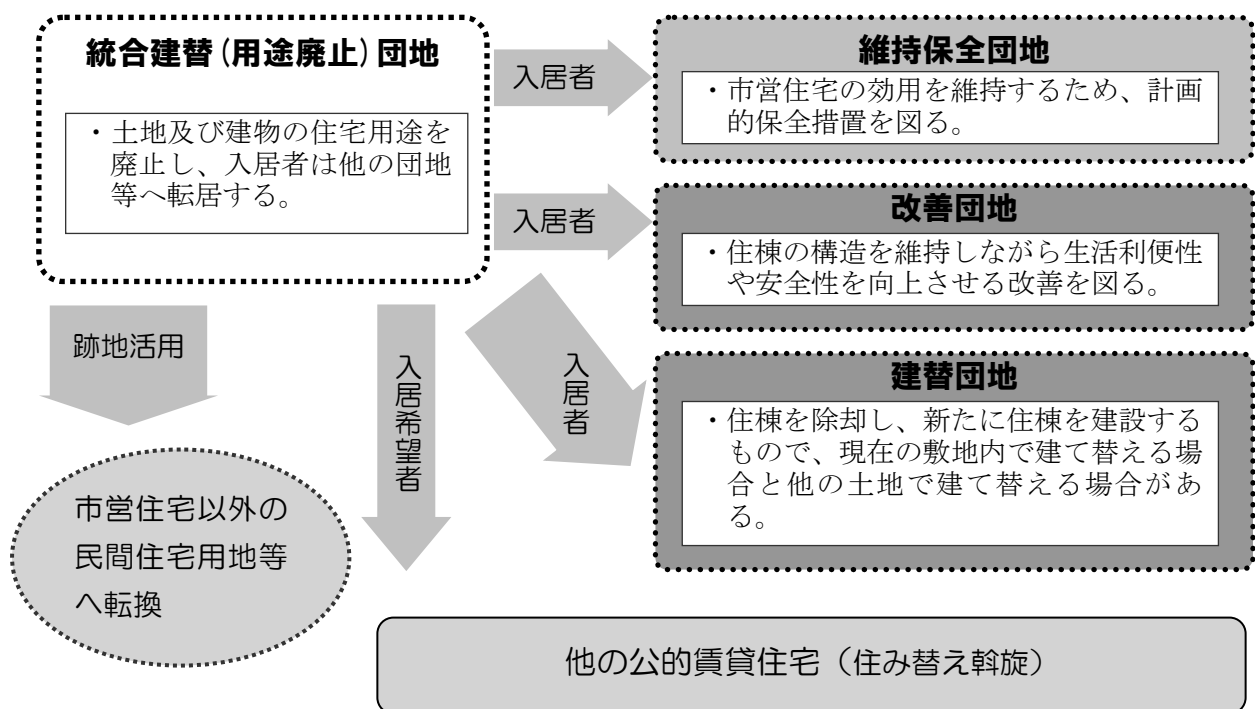 統合建替(用途廃止)団地
・土地及び建物の住宅用途を
廃止し、入居者は他の団地
等へ転居する。
入居者
維持保全団地
・市営住宅の効用を維持するため、計画
的保全措置を図る。
入居者
改善団地
・住棟の構造を維持しながら生活利便性
や安全性を向上させる改善を図る。
跡地活用
入居希望者
入居者
建替団地
・住棟を除却し、新たに住棟を建設する
もので、現在の敷地内で建て替える場
合と他の土地で建て替える場合があ
る。
市営住宅以外の
民間住宅用地等
へ転換
他の公的賃貸住宅（住み替え斡旋）